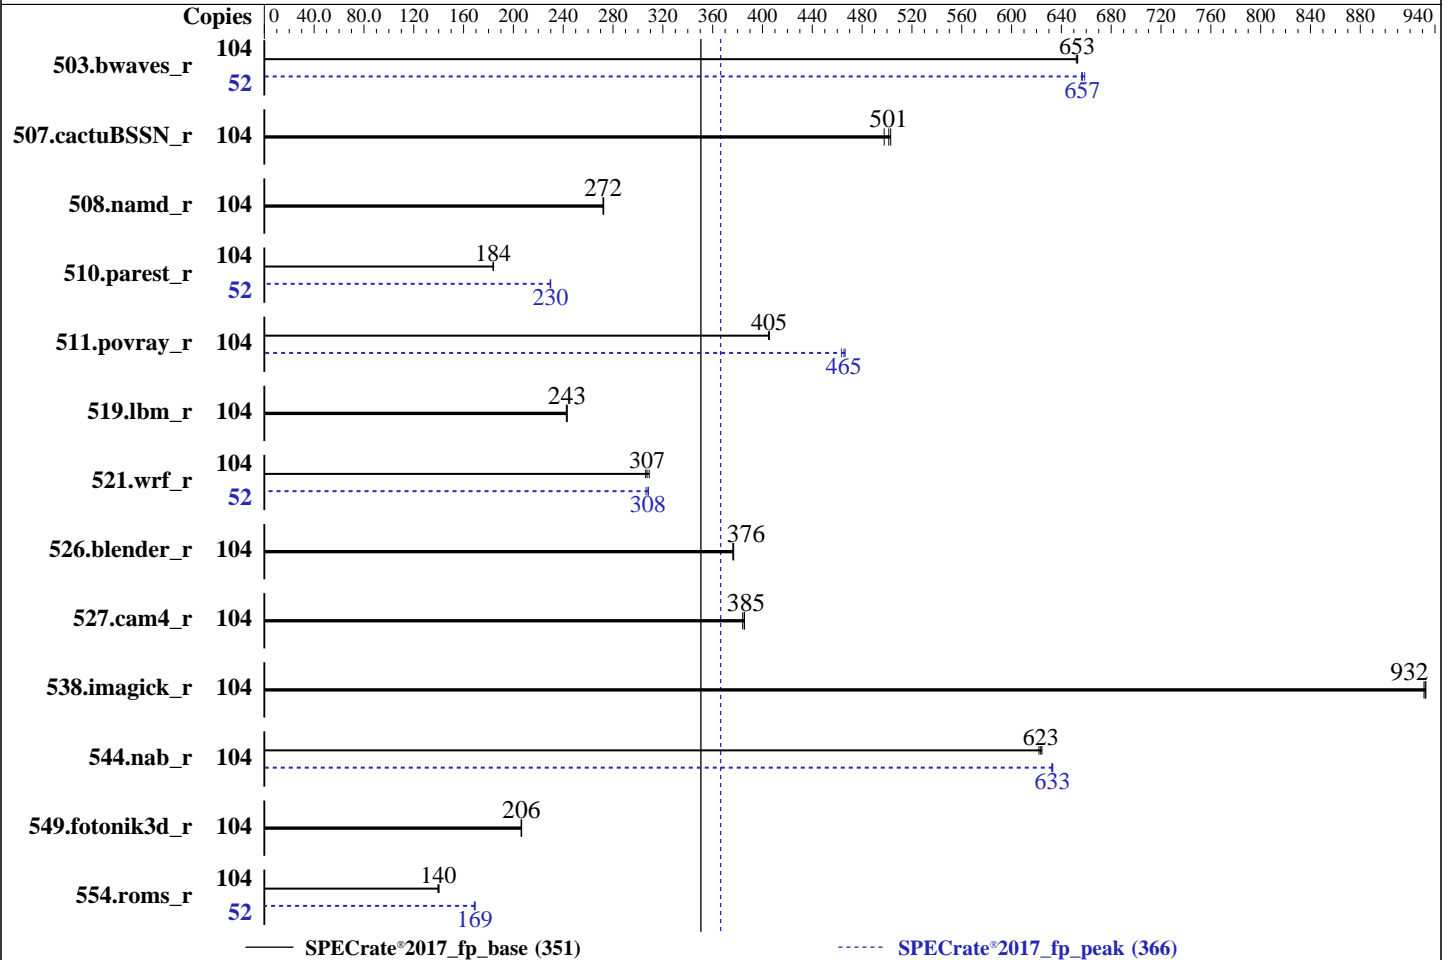 Copies 0 40.0 80.0 120 160 200 240 280 320 360 400 440 480 520 560 600 640 680 720 760 800 840 880 940
503.bwaves_r 104 653
52 657
507.cactuBSSN_r 104 501
508.namd_r 104 272
510.parest_r 104 184
52 230
511.povray_r 104 405
465
519.lbm_r 104 243
521.wrf_r 104 307
52 308
526.blender_r 104 376
527.cam4_r 104 385
538.imagick_r 104 932
544.nab_r 104 623
633
549.fotonik3d_r 104 206
554.roms_r 104 140
52 169
SPECrate®2017_fp_base (351) SPECrate®2017_fp_peak (366)